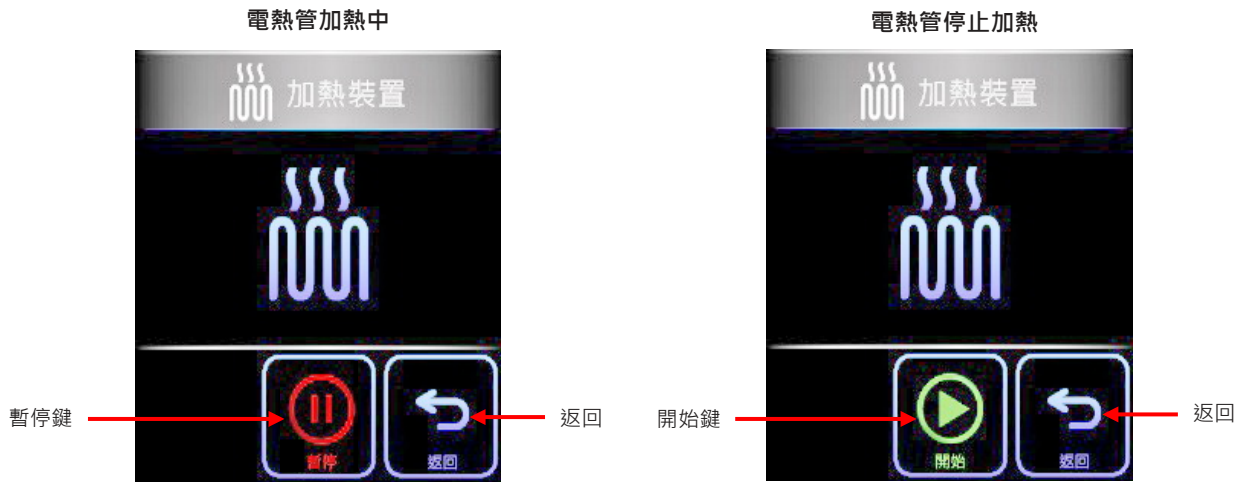 電熱管加熱中
加熱裝置
暫停鍵
暫停
返回
返回
電熱管停止加熱
加熱裝置
開始鍵
開始
返回
返回